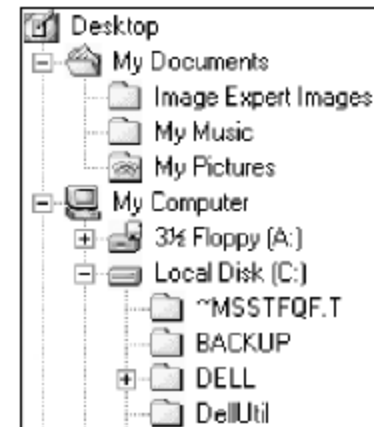 Desktop
My Documents
Image Expert Images
My Music
My Pictures
My Computer
3½ Floppy (A:)
Local Disk (C:)
~MSSTFQF.T
BACKUP
DELL
DellUtil